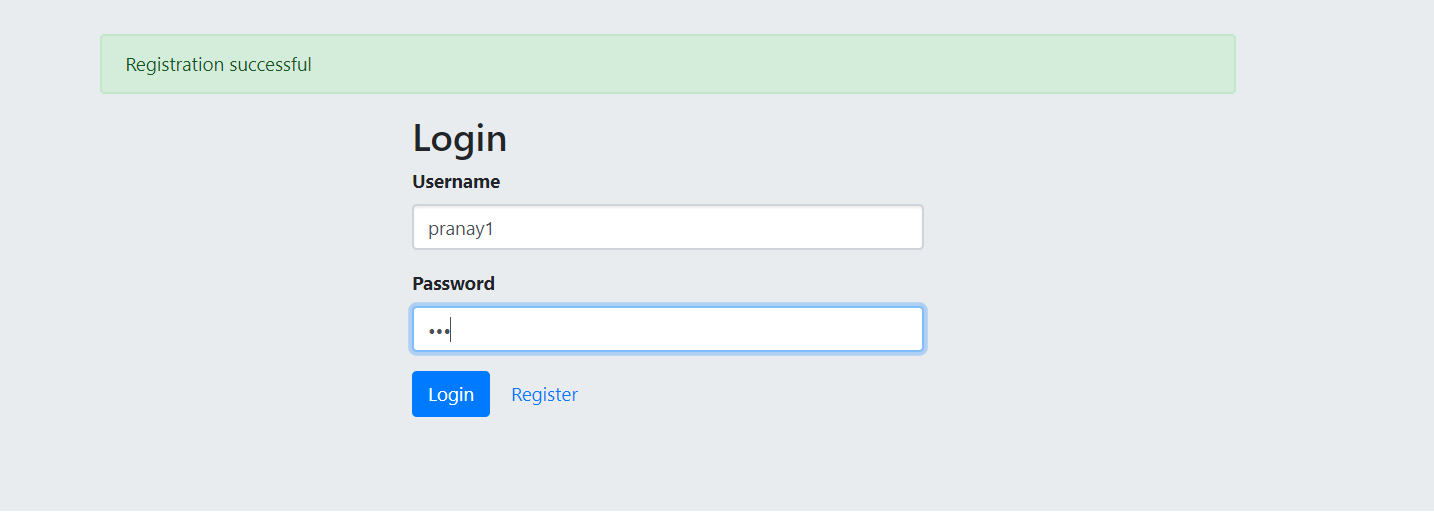 Registration successful
Login
Username
pranay1
Password
•••
Login Register